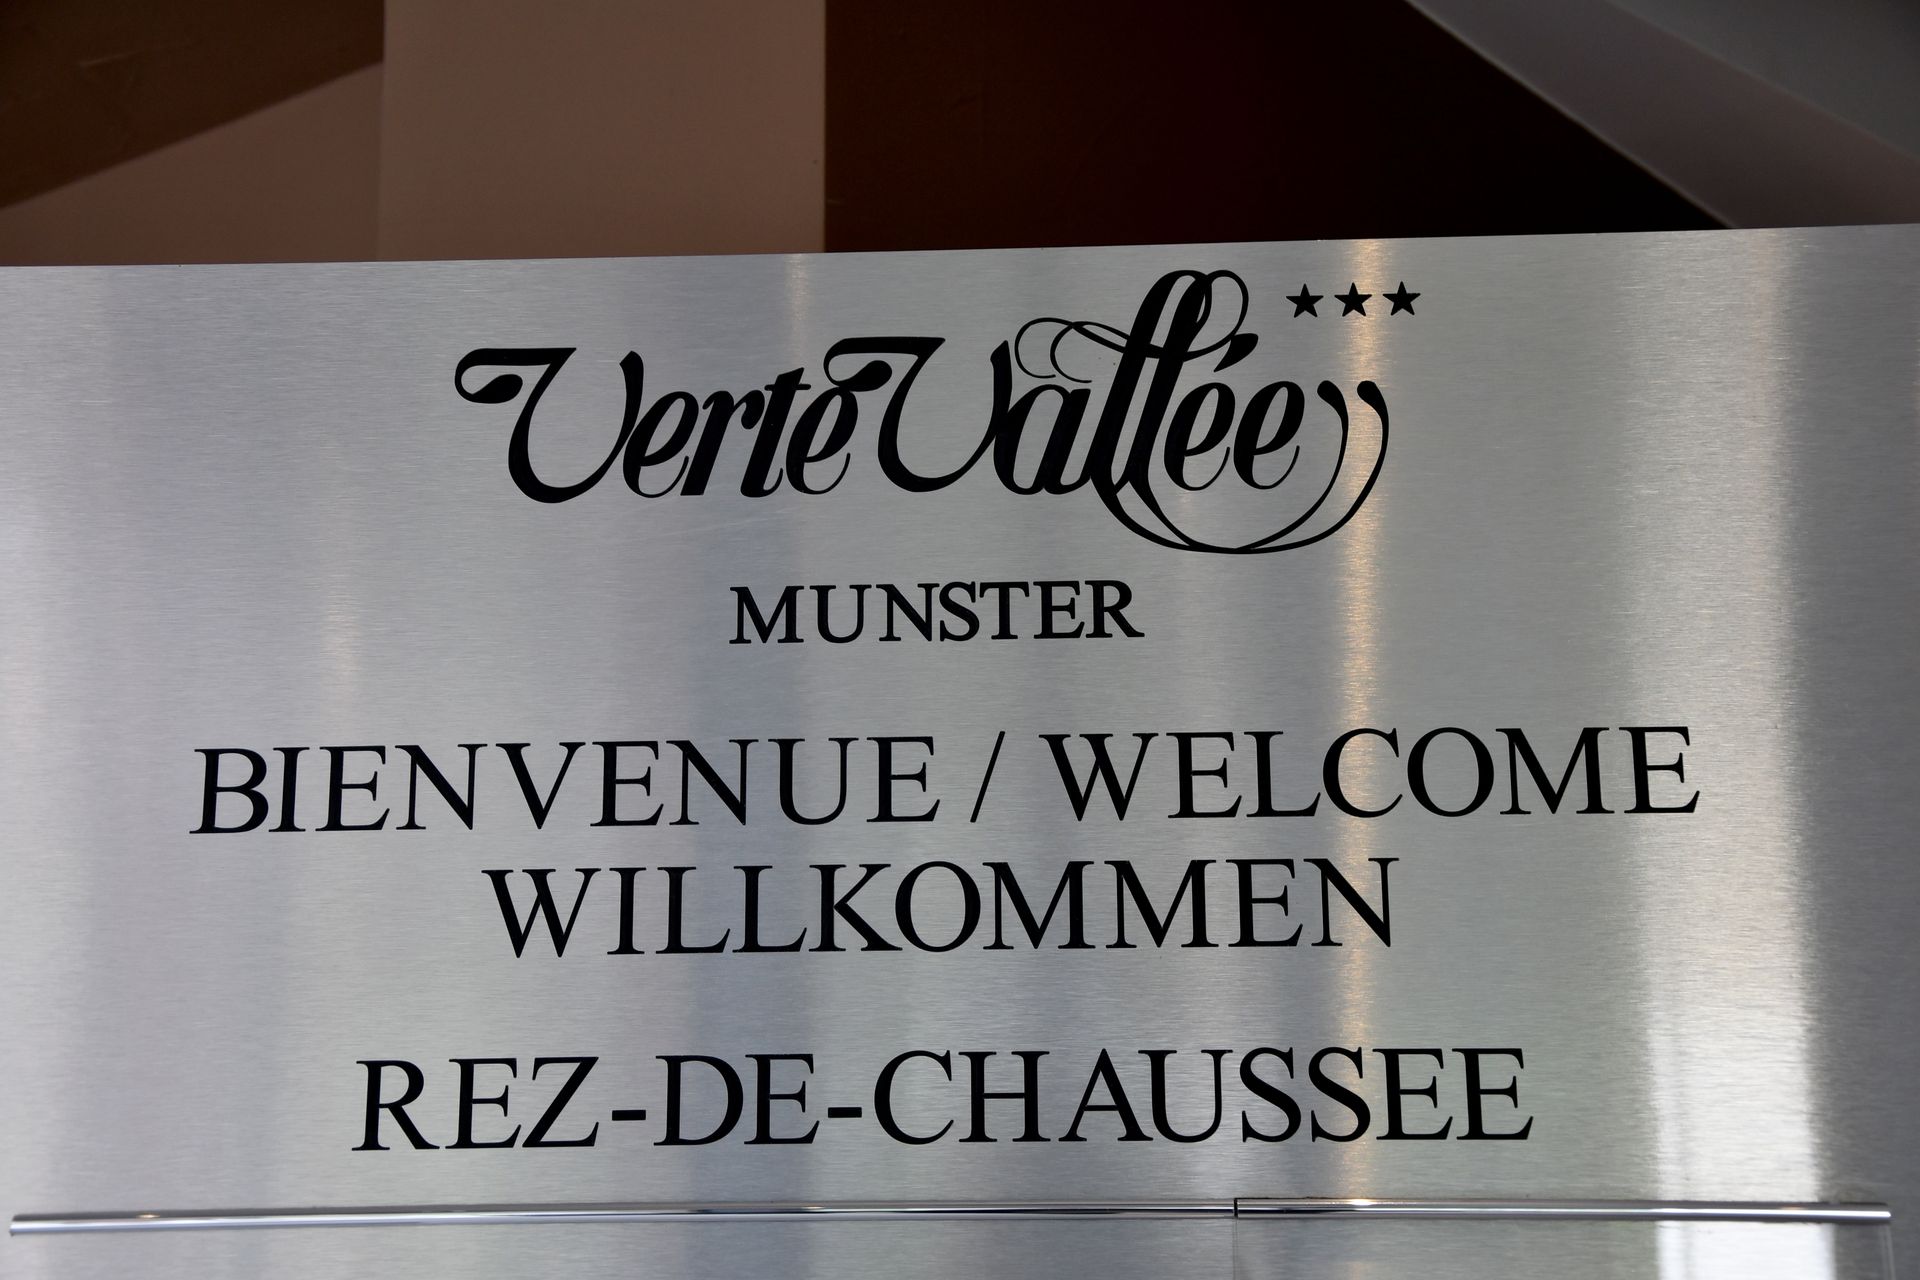 Verte Vallée ★★★
MUNSTER
BIENVENUE / WELCOME
WILLKOMMEN
REZ-DE-CHAUSSEE